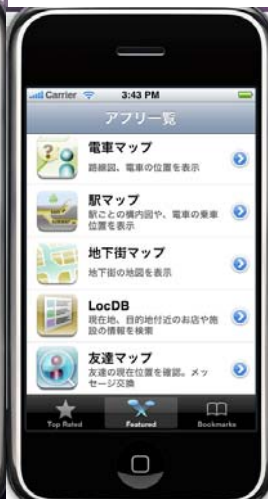 Carrier 3:43 PM
アプリ一覧
電車マップ
路線図、電車の位置を表示
駅マップ
駅ごとの構内図や、電車の乗車
位置を表示
地下街マップ
地下街の地図を表示
LocDB
現在地、目的地付近のお店や施
設の情報を検索
友達マップ
友達の現在位置を確認。メッ
セージ交換
Top Rated Featured Bookmarks